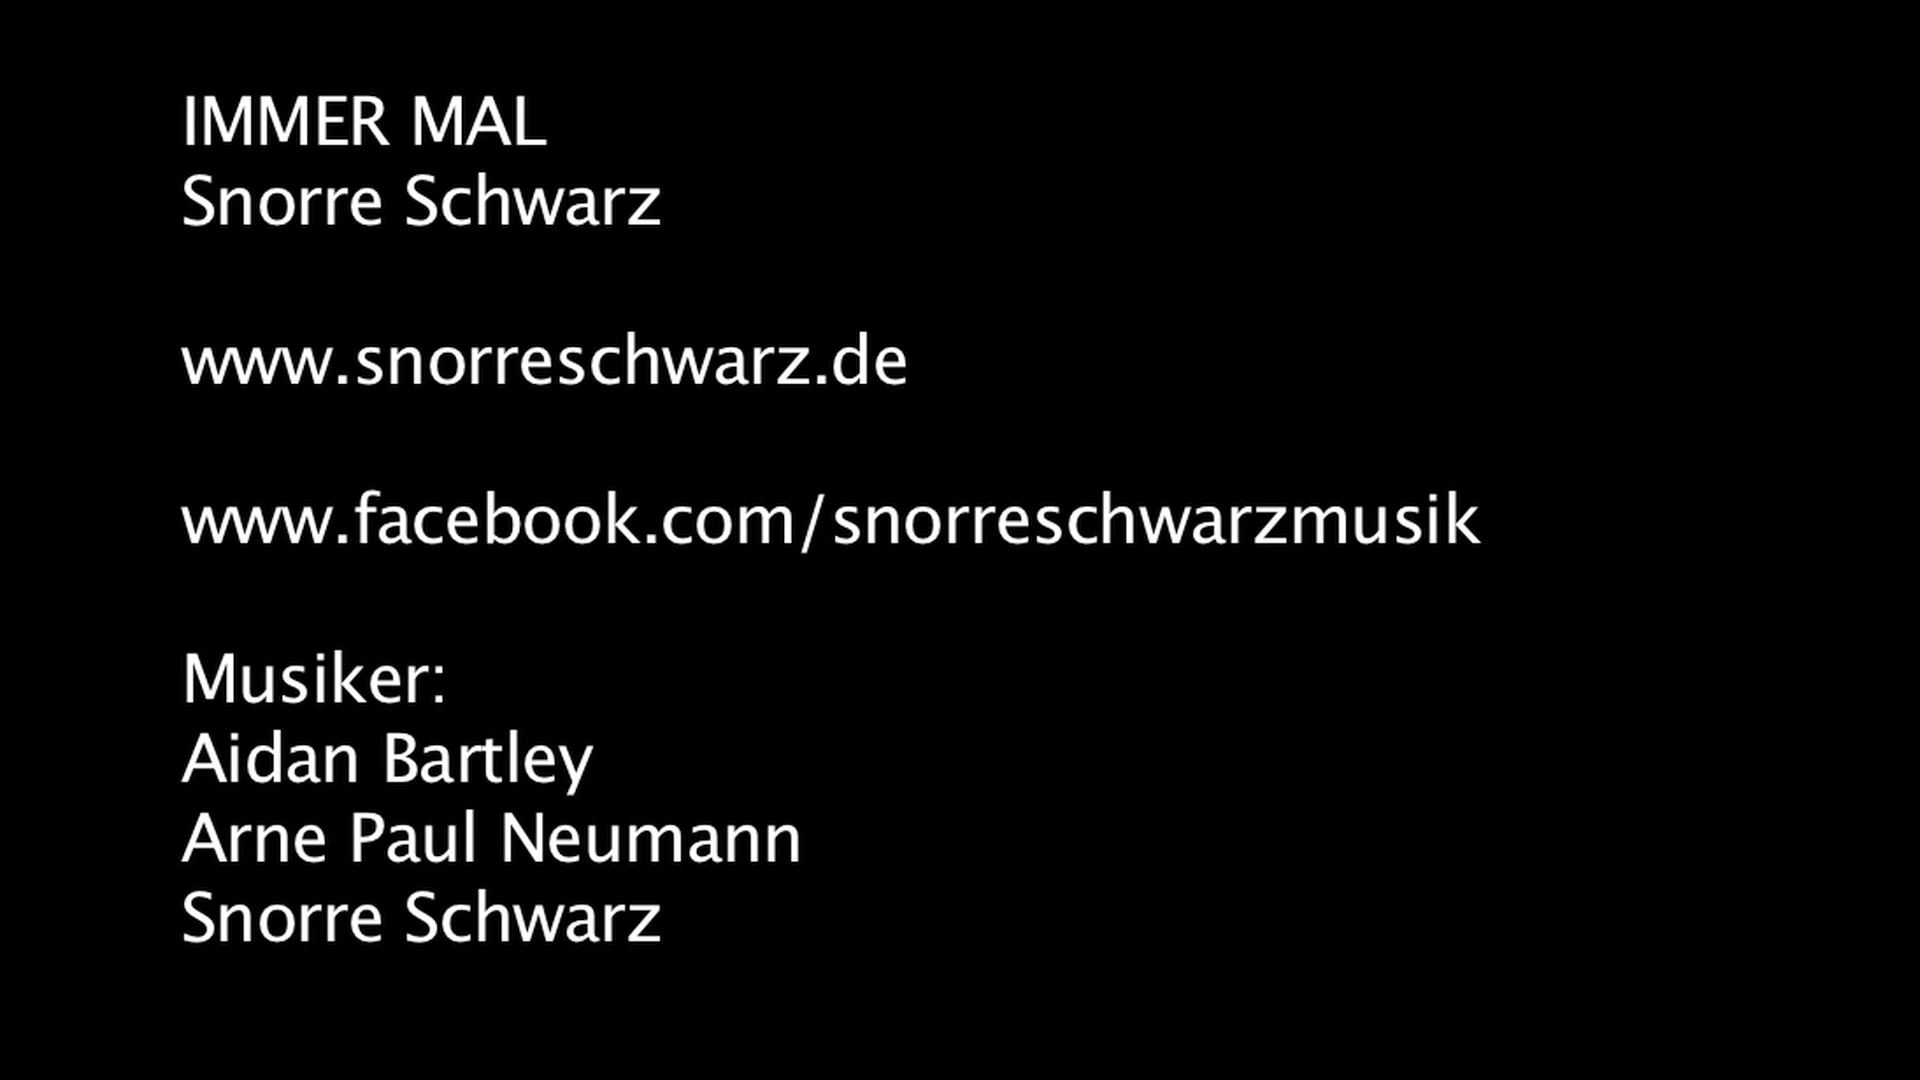 IMMER MAL
Snorre Schwarz
www.snorreschwarz.de
www.facebook.com/snorreschwarzmusik
Musiker:
Aidan Bartley
Arne Paul Neumann
Snorre Schwarz